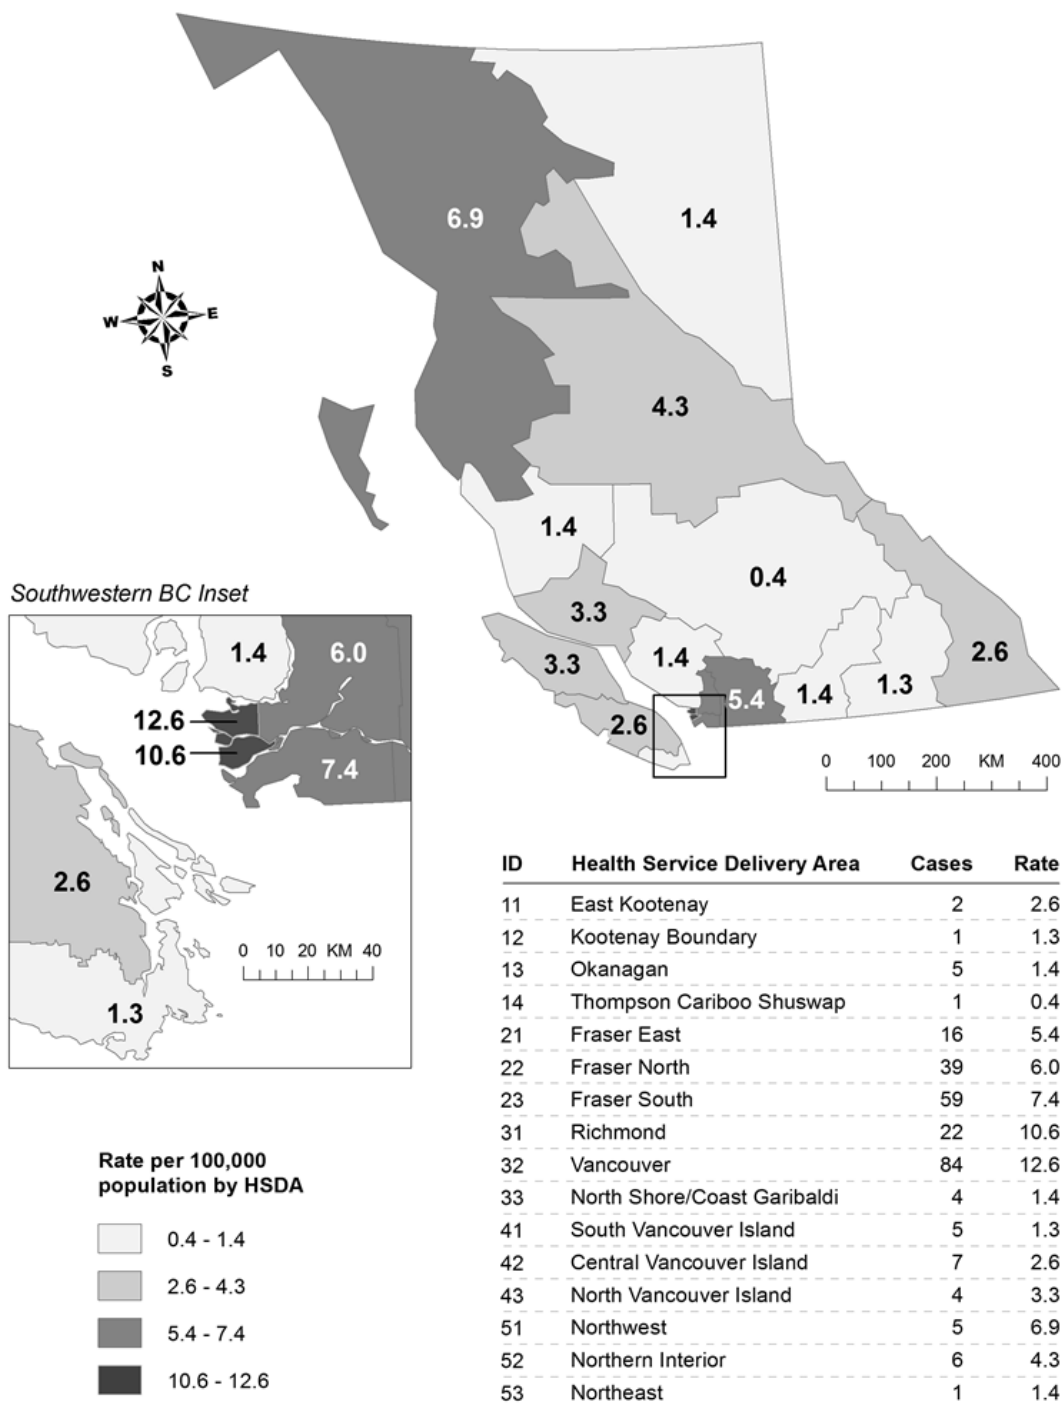 6.9
1.4
N
W E
S
4.3
1.4
0.4
Southwestern BC Inset
3.3
2.6
3.3
1.4
1.3
5.4
1.4
2.6
0 100 200 KM 400
1.4
6.0
12.6
10.6
7.4
2.6
0 10 20 KM 40
1.3
ID Health Service Delivery Area Cases Rate
11 East Kootenay 2 2.6
12 Kootenay Boundary 1 1.3
13 Okanagan 5 1.4
14 Thompson Cariboo Shuswap 1 0.4
21 Fraser East 16 5.4
22 Fraser North 39 6.0
23 Fraser South 59 7.4
31 Richmond 22 10.6
32 Vancouver 84 12.6
33 North Shore/Coast Garibaldi 4 1.4
41 South Vancouver Island 5 1.3
42 Central Vancouver Island 7 2.6
43 North Vancouver Island 4 3.3
51 Northwest 5 6.9
52 Northern Interior 6 4.3
53 Northeast 1 1.4
Rate per 100,000
population by HSDA
0.4 - 1.4
2.6 - 4.3
5.4 - 7.4
10.6 - 12.6